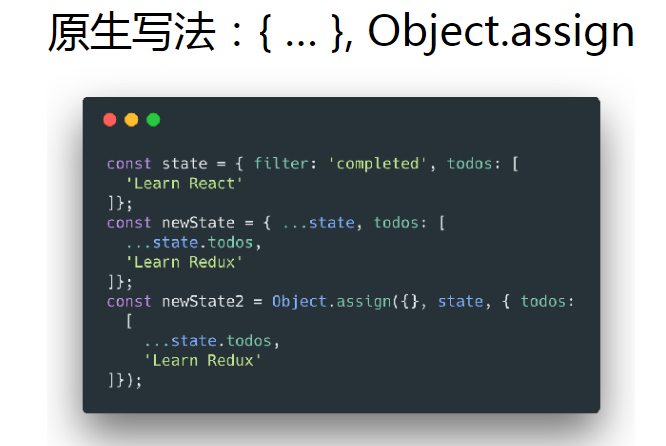 原生写法：{ ... }, Object.assign
const state = { filter: 'completed', todos: [
  'Learn React'
]};
const newState = { ...state, todos: [
  ...state.todos,
  'Learn Redux'
]};
const newState2 = Object.assign({}, state, { todos:
  [
    ...state.todos,
    'Learn Redux'
]});